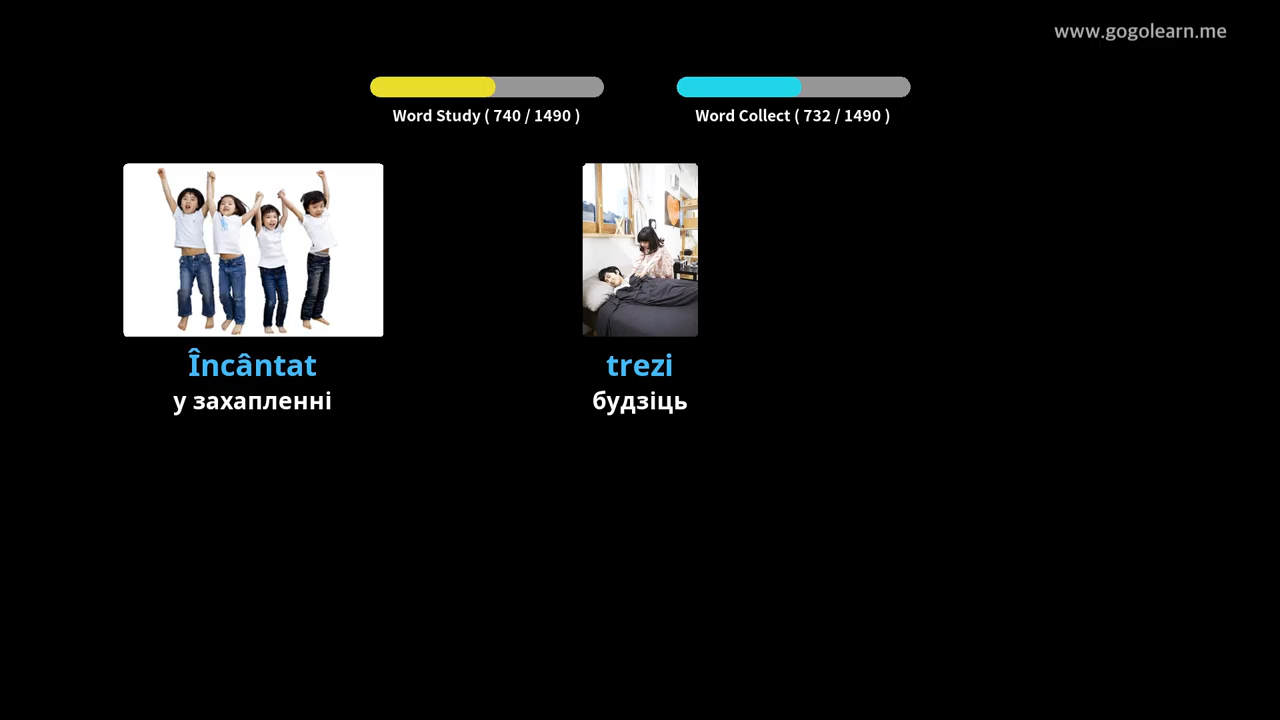 www.gogolearn.me
Word Study ( 740 / 1490 )
Word Collect ( 732 / 1490 )
Încântat
у захапленні
trezi
будзіць